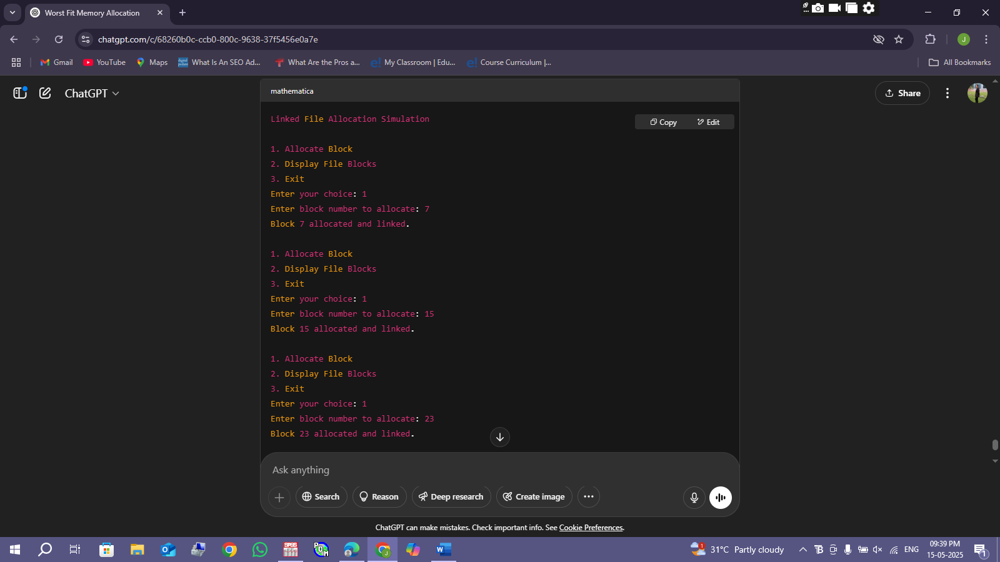 Worst Fit Memory Allocation
chatgpt.com/c/68260b0c-ccb0-800c-9638-37f5456e0a7e
J
Gmail
YouTube
Maps
What Is An SEO Ad...
What Are the Pros a...
My Classroom | Edu...
Course Curriculum |...
All Bookmarks
ChatGPT
Share
mathematica
Copy
Edit
Linked File Allocation Simulation
1. Allocate Block
2. Display File Blocks
3. Exit
Enter your choice: 1
Enter block number to allocate: 7
Block 7 allocated and linked.
1. Allocate Block
2. Display File Blocks
3. Exit
Enter your choice: 1
Enter block number to allocate: 15
Block 15 allocated and linked.
1. Allocate Block
2. Display File Blocks
3. Exit
Enter your choice: 1
Enter block number to allocate: 23
Block 23 allocated and linked.
Ask anything
Search
Reason
Deep research
Create image
ChatGPT can make mistakes. Check important info. See Cookie Preferences.
SPSS
1
31°C Partly cloudy
ENG
09:39 PM
15-05-2025
1